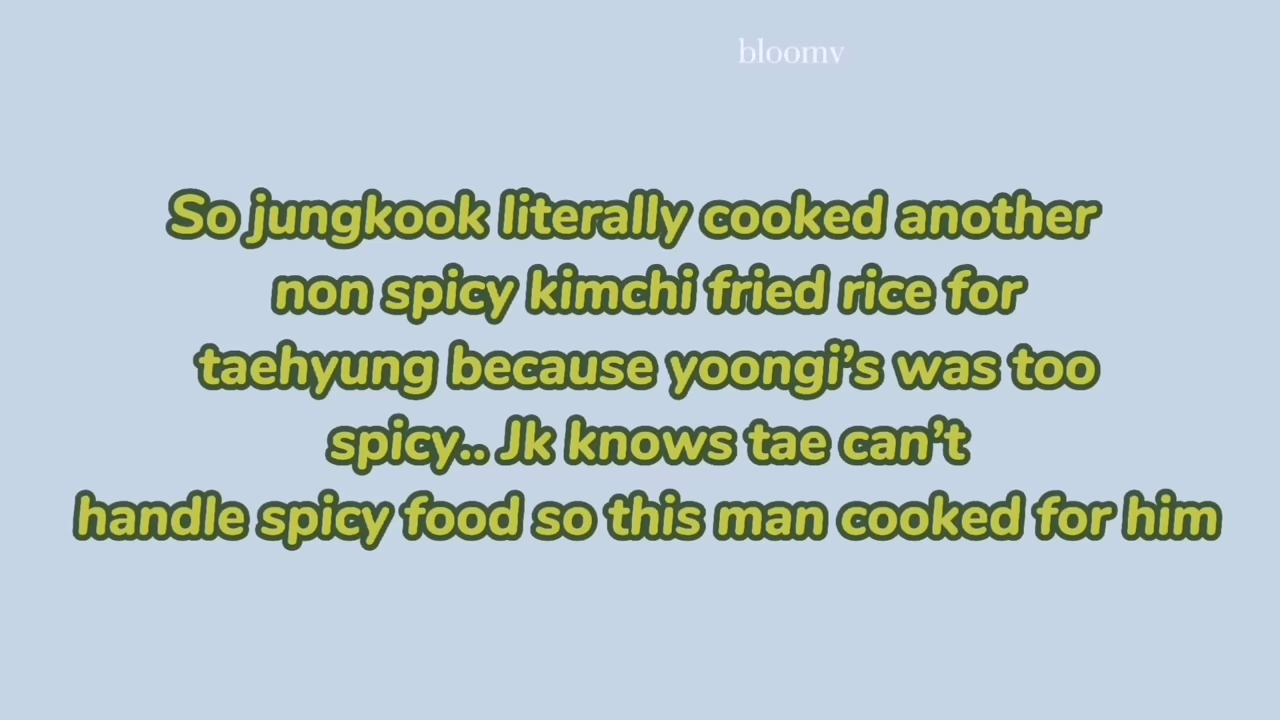 bloomv
So jungkook literally cooked another
non spicy kimchi fried rice for
taehyung because yoongi’s was too
spicy.. Jk knows tae can’t
handle spicy food so this man cooked for him